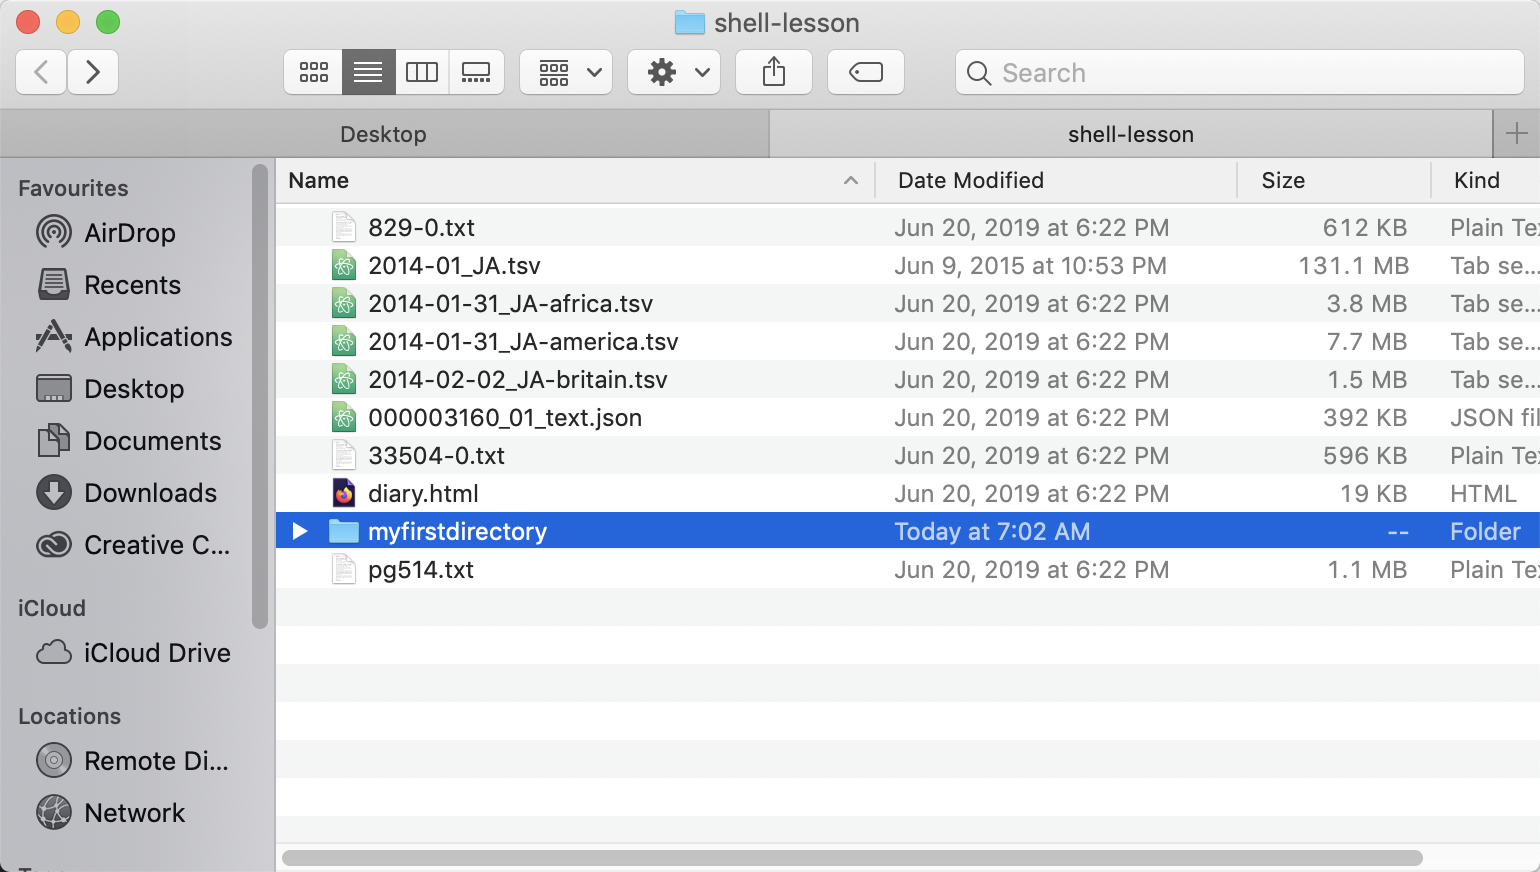 shell-lesson
Search
Desktop
shell-lesson
Favourites
AirDrop
Recents
Applications
Desktop
Documents
Downloads
Creative C...
iCloud
iCloud Drive
Locations
Remote Di...
Network
Name Date Modified Size Kind
829-0.txt Jun 20, 2019 at 6:22 PM 612 KB Plain Te
2014-01_JA.tsv Jun 9, 2015 at 10:53 PM 131.1 MB Tab se...
2014-01-31_JA-africa.tsv Jun 20, 2019 at 6:22 PM 3.8 MB Tab se...
2014-01-31_JA-america.tsv Jun 20, 2019 at 6:22 PM 7.7 MB Tab se...
2014-02-02_JA-britain.tsv Jun 20, 2019 at 6:22 PM 1.5 MB Tab se...
000003160_01_text.json Jun 20, 2019 at 6:22 PM 392 KB JSON fil
33504-0.txt Jun 20, 2019 at 6:22 PM 596 KB Plain Te
diary.html Jun 20, 2019 at 6:22 PM 19 KB HTML
myfirstdirectory Today at 7:02 AM -- Folder
pg514.txt Jun 20, 2019 at 6:22 PM 1.1 MB Plain Te